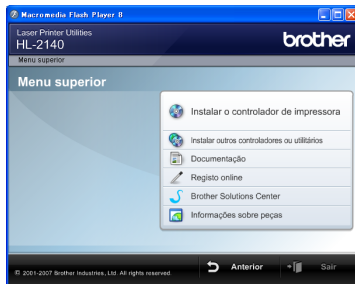 Macromedia Flash Player 8
Laser Printer Utilities
HL-2140
brother
Menu superior
Menu superior
Instalar o controlador de impressora
Instalar outros controladores ou utilitários
Documentação
Registo online
Brother Solutions Center
Informações sobre peças
© 2001-2007 Brother Industries, Ltd. All rights reserved
Anterior
Sair